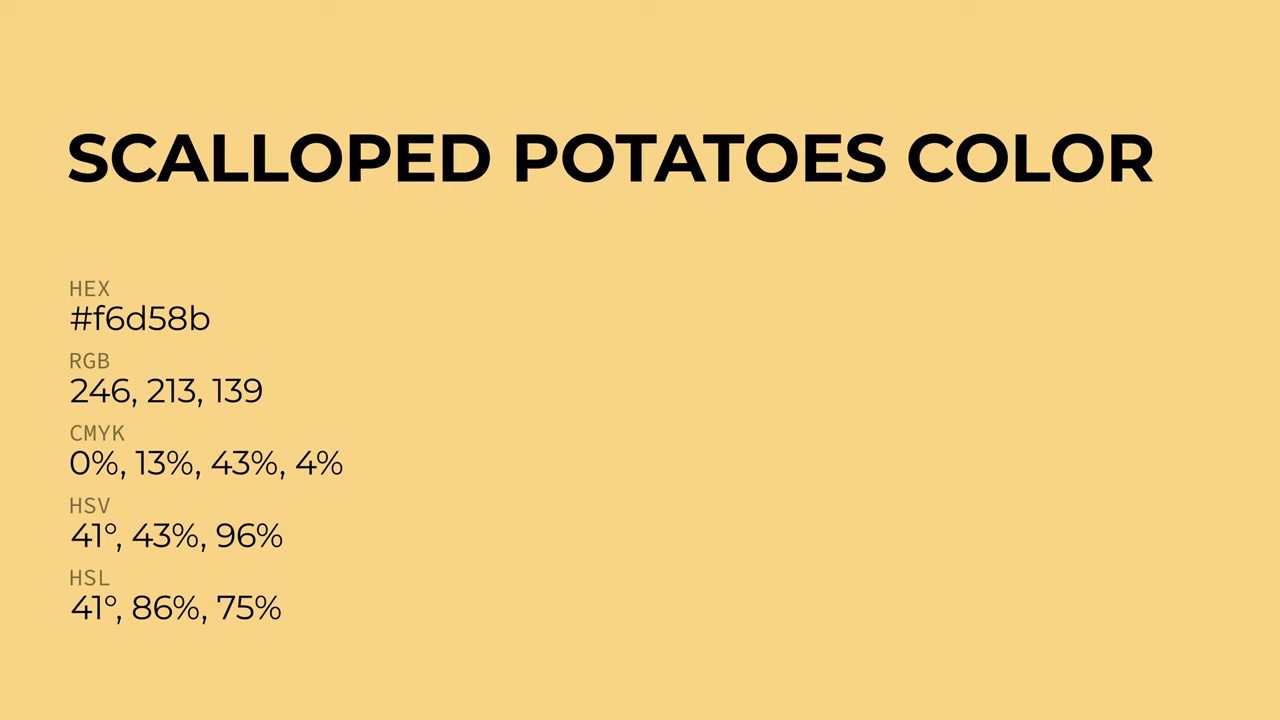 SCALLOPED POTATOES COLOR
HEX
#f6d58b
RGB
246, 213, 139
CMYK
0%, 13%, 43%, 4%
HSV
41°, 43%, 96%
HSL
41°, 86%, 75%